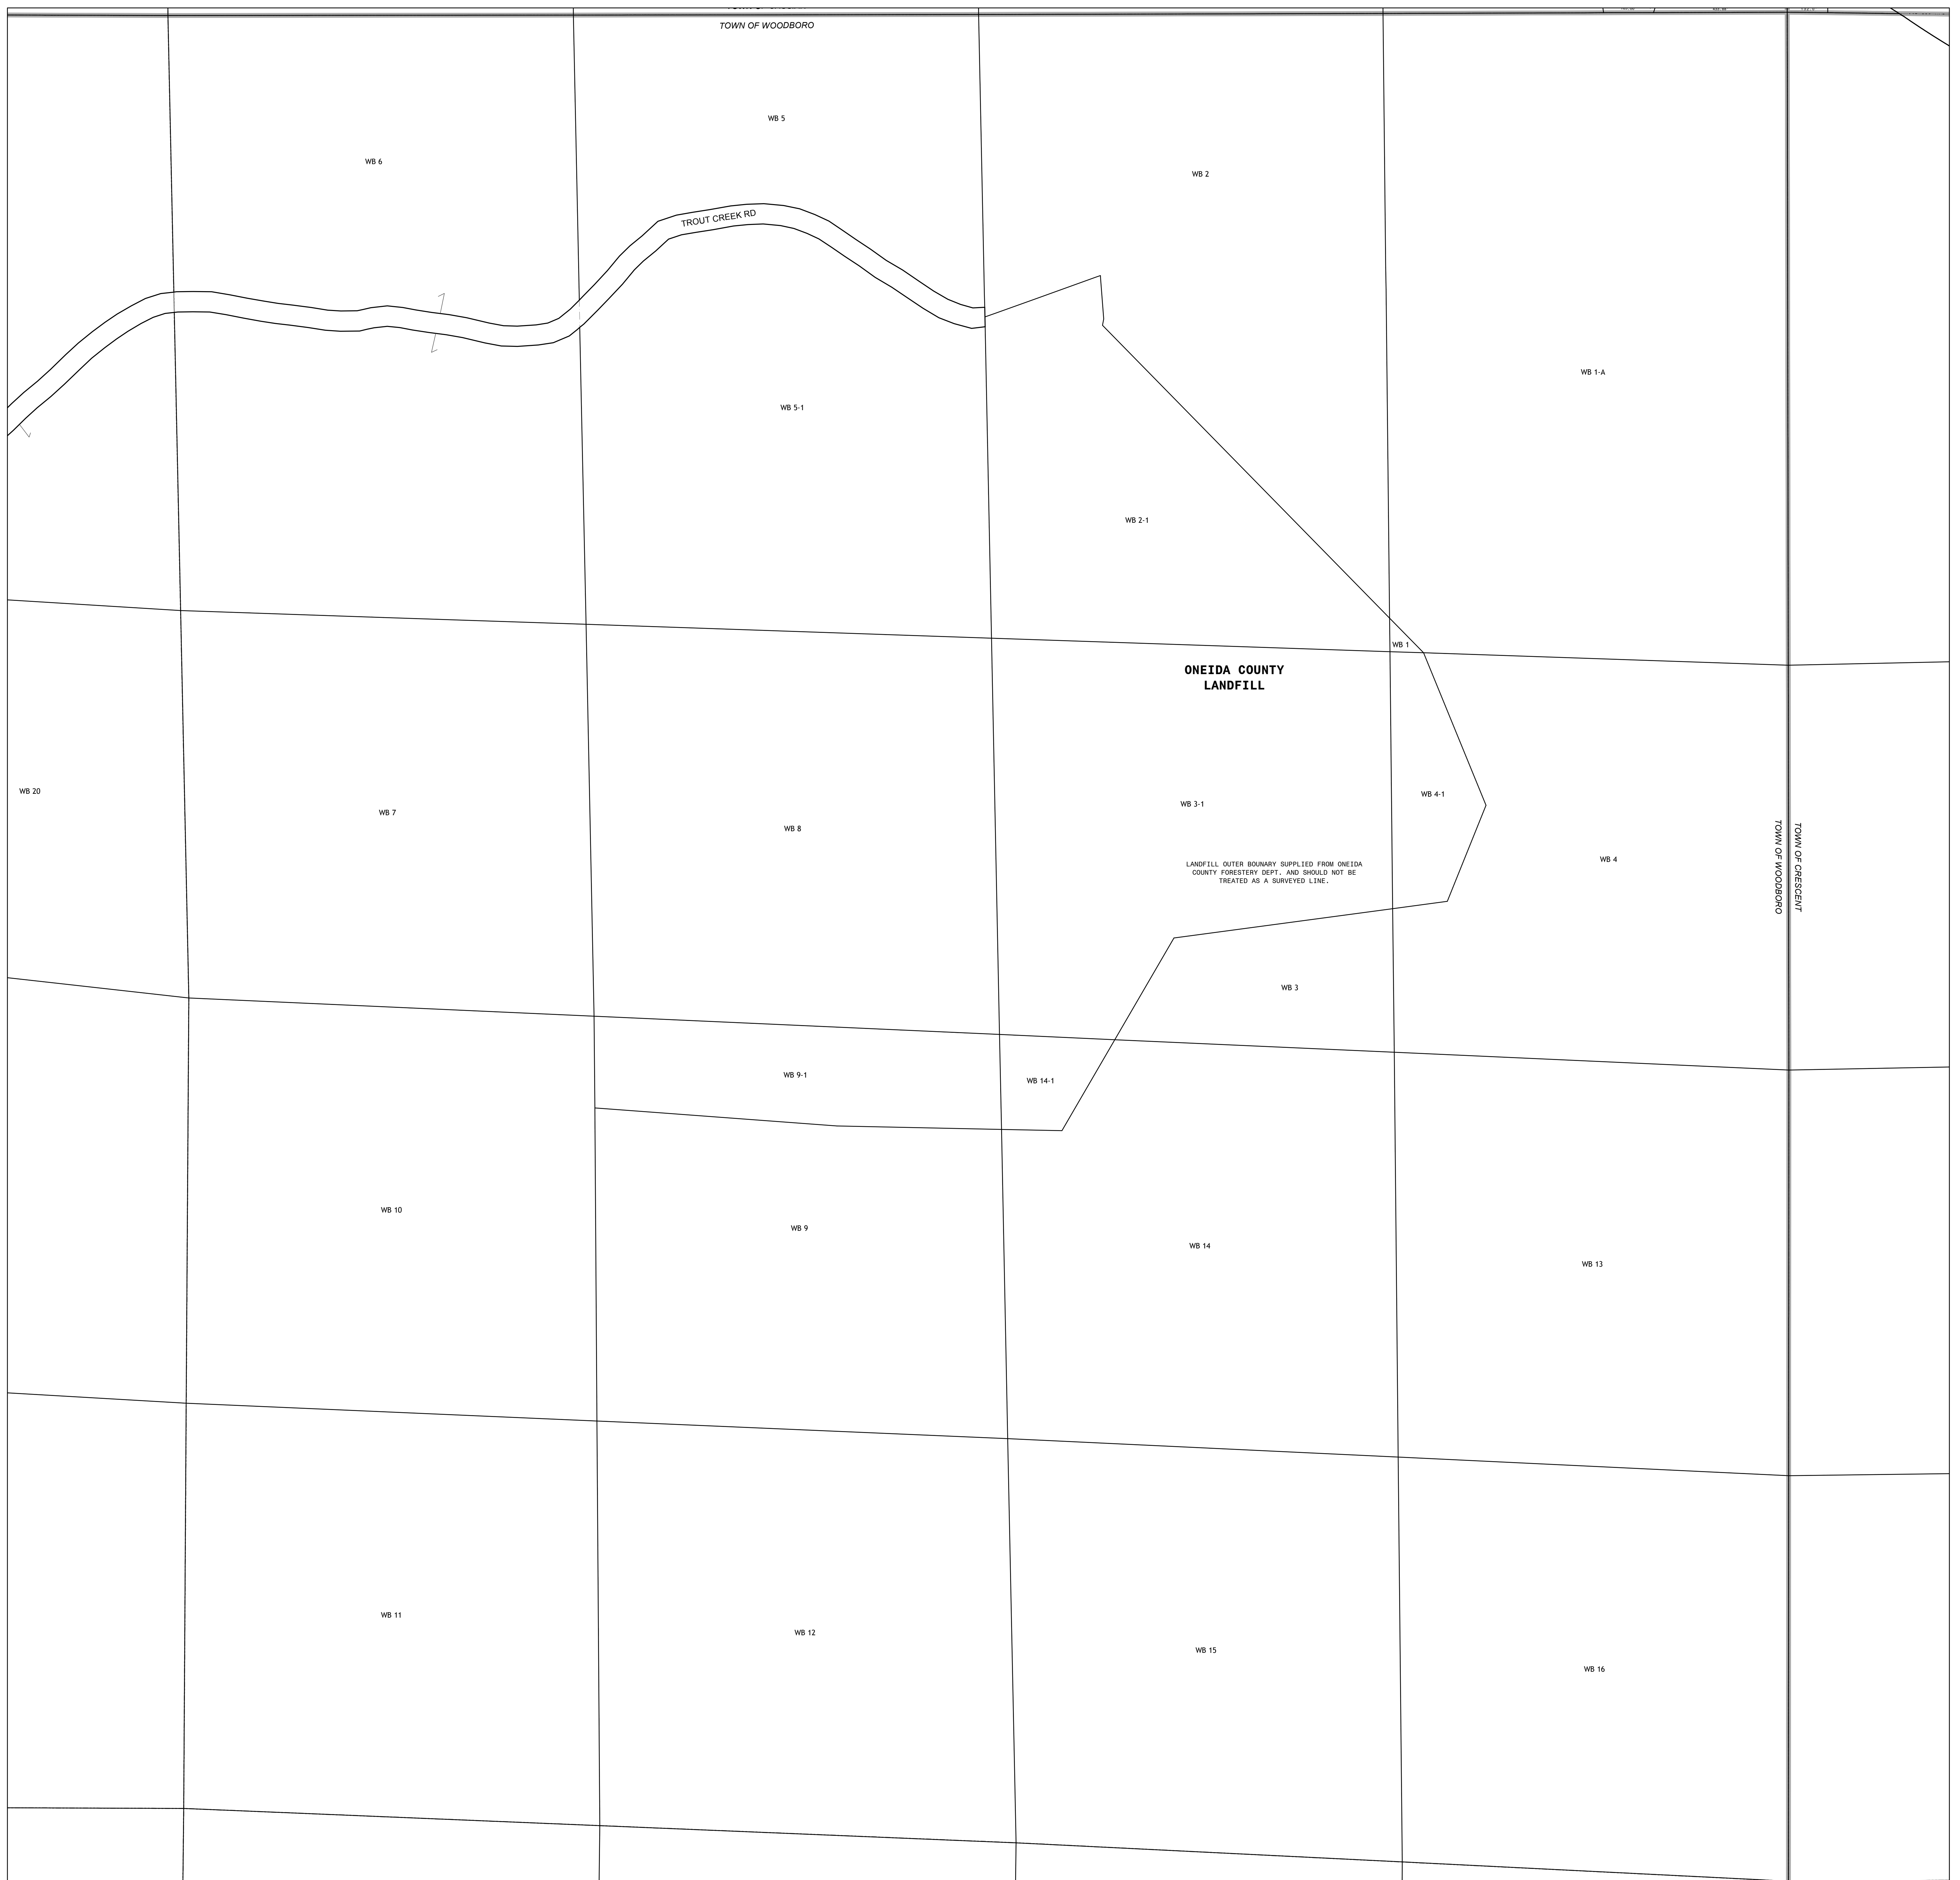 TOWN OF WOODBORO
WB 5
WB 6
WB 2
TROUT CREEK RD
WB 1-A
WB 5-1
WB 2-1
WB 1
ONEIDA COUNTY
LANDFILL
WB 20
WB 7
WB 8
WB 3-1
WB 4-1
WB 4
TOWN OF WOODBORO
TOWN OF CRESCENT
LANDFILL OUTER BOUNARY SUPPLIED FROM ONEIDA
COUNTY FORESTERY DEPT. AND SHOULD NOT BE
TREATED AS A SURVEYED LINE.
WB 3
WB 9-1
WB 14-1
WB 10
WB 9
WB 14
WB 13
WB 11
WB 12
WB 15
WB 16